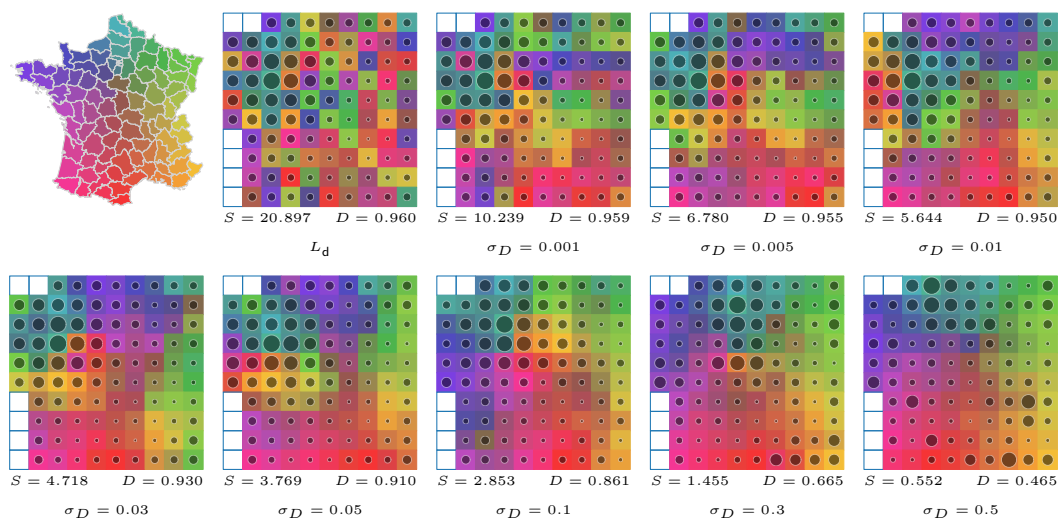 S = 20.897 D = 0.960
S = 10.239 D = 0.959
S = 6.780 D = 0.955
S = 5.644 D = 0.950
L_d
σ_D = 0.001
σ_D = 0.005
σ_D = 0.01
S = 4.718 D = 0.930
S = 3.769 D = 0.910
S = 2.853 D = 0.861
S = 1.455 D = 0.665
S = 0.552 D = 0.465
σ_D = 0.03
σ_D = 0.05
σ_D = 0.1
σ_D = 0.3
σ_D = 0.5